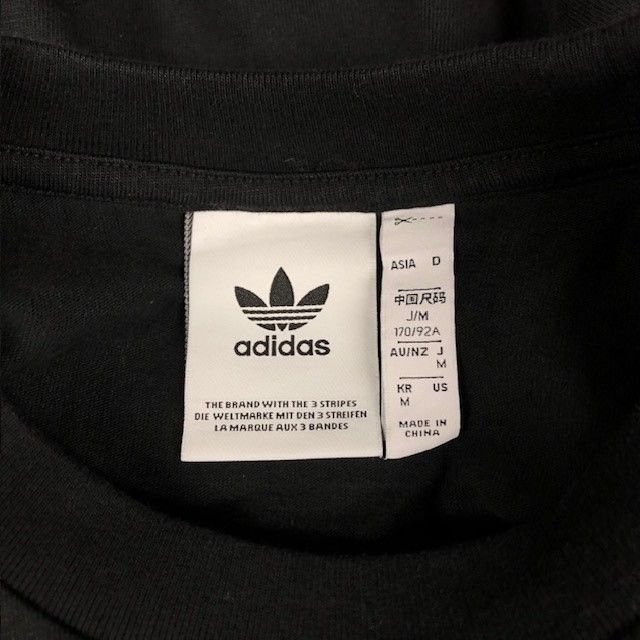 adidas
THE BRAND WITH THE 3 STRIPES
DIE WELTMARKE MIT DEN 3 STREIFEN
LA MARQUE AUX 3 BANDES
ASIA D
中国尺码
J/M
170/92A
AU/NZ J
M
KR US
M
MADE IN
CHINA